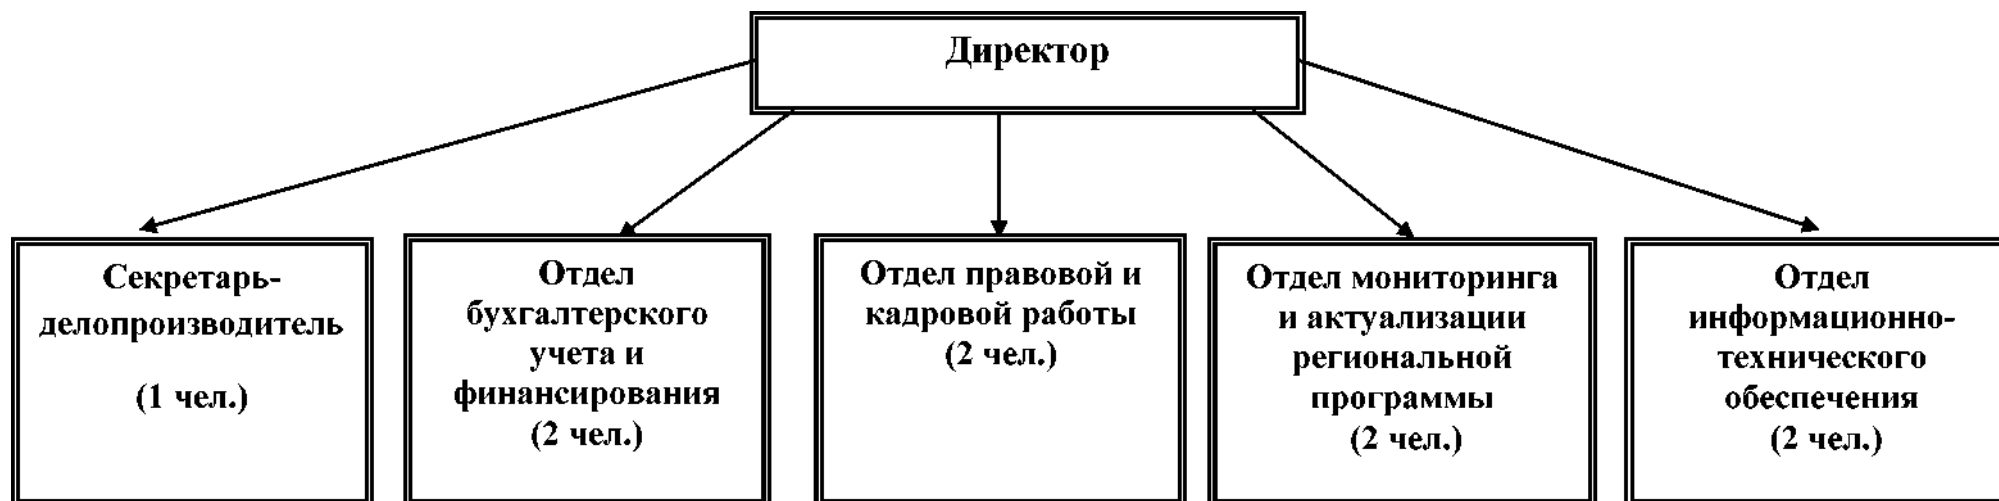 Директор
Секретарь-
делопроизводитель
(1 чел.)
Отдел
бухгалтерского
учета и
финансирования
(2 чел.)
Отдел правовой и
кадровой работы
(2 чел.)
Отдел мониторинга
и актуализации
региональной
программы
(2 чел.)
Отдел
информационно-
технического
обеспечения
(2 чел.)